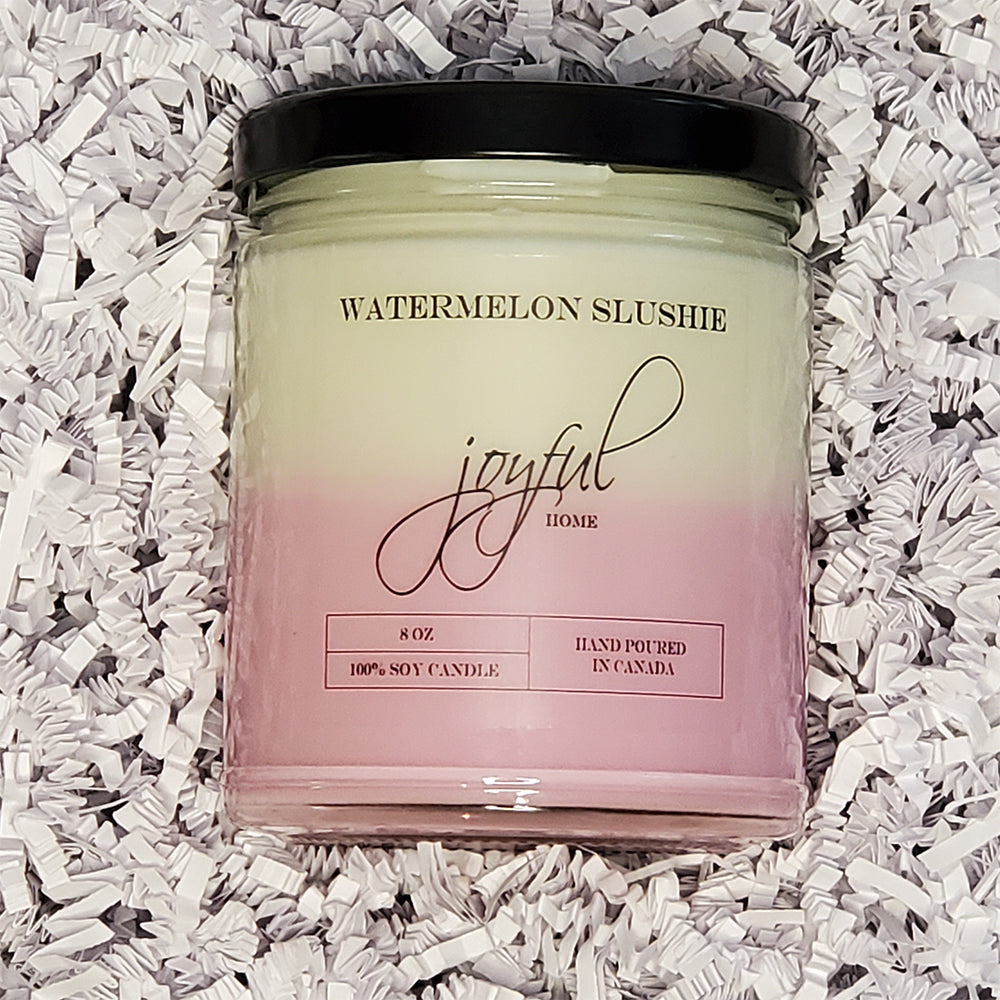 WATERMELON SLUSHIE
joyful
HOME
8 OZ
100% SOY CANDLE
HAND POURED
IN CANADA